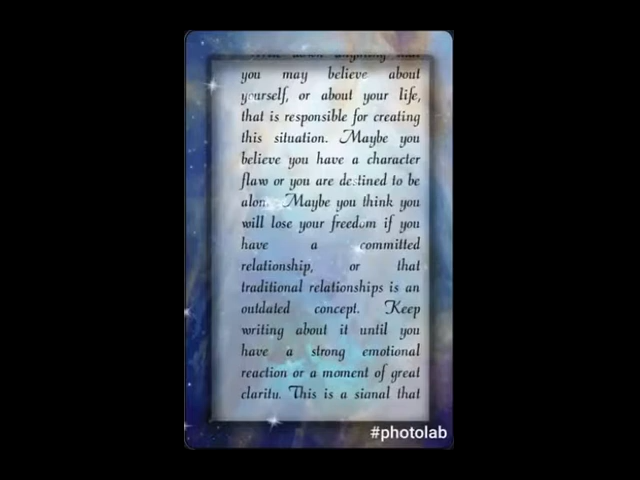 you may believe about
yourself, or about your life,
that is responsible for creating
this situation. Maybe you
believe you have a character
flaw or you are destined to be
alone. Maybe you think you
will lose your freedom if you
have a committed
relationship, or that
traditional relationships is an
outdated concept. Keep
writing about it until you
have a strong emotional
reaction or a moment of great
clarity. This is a signal that
#photolab